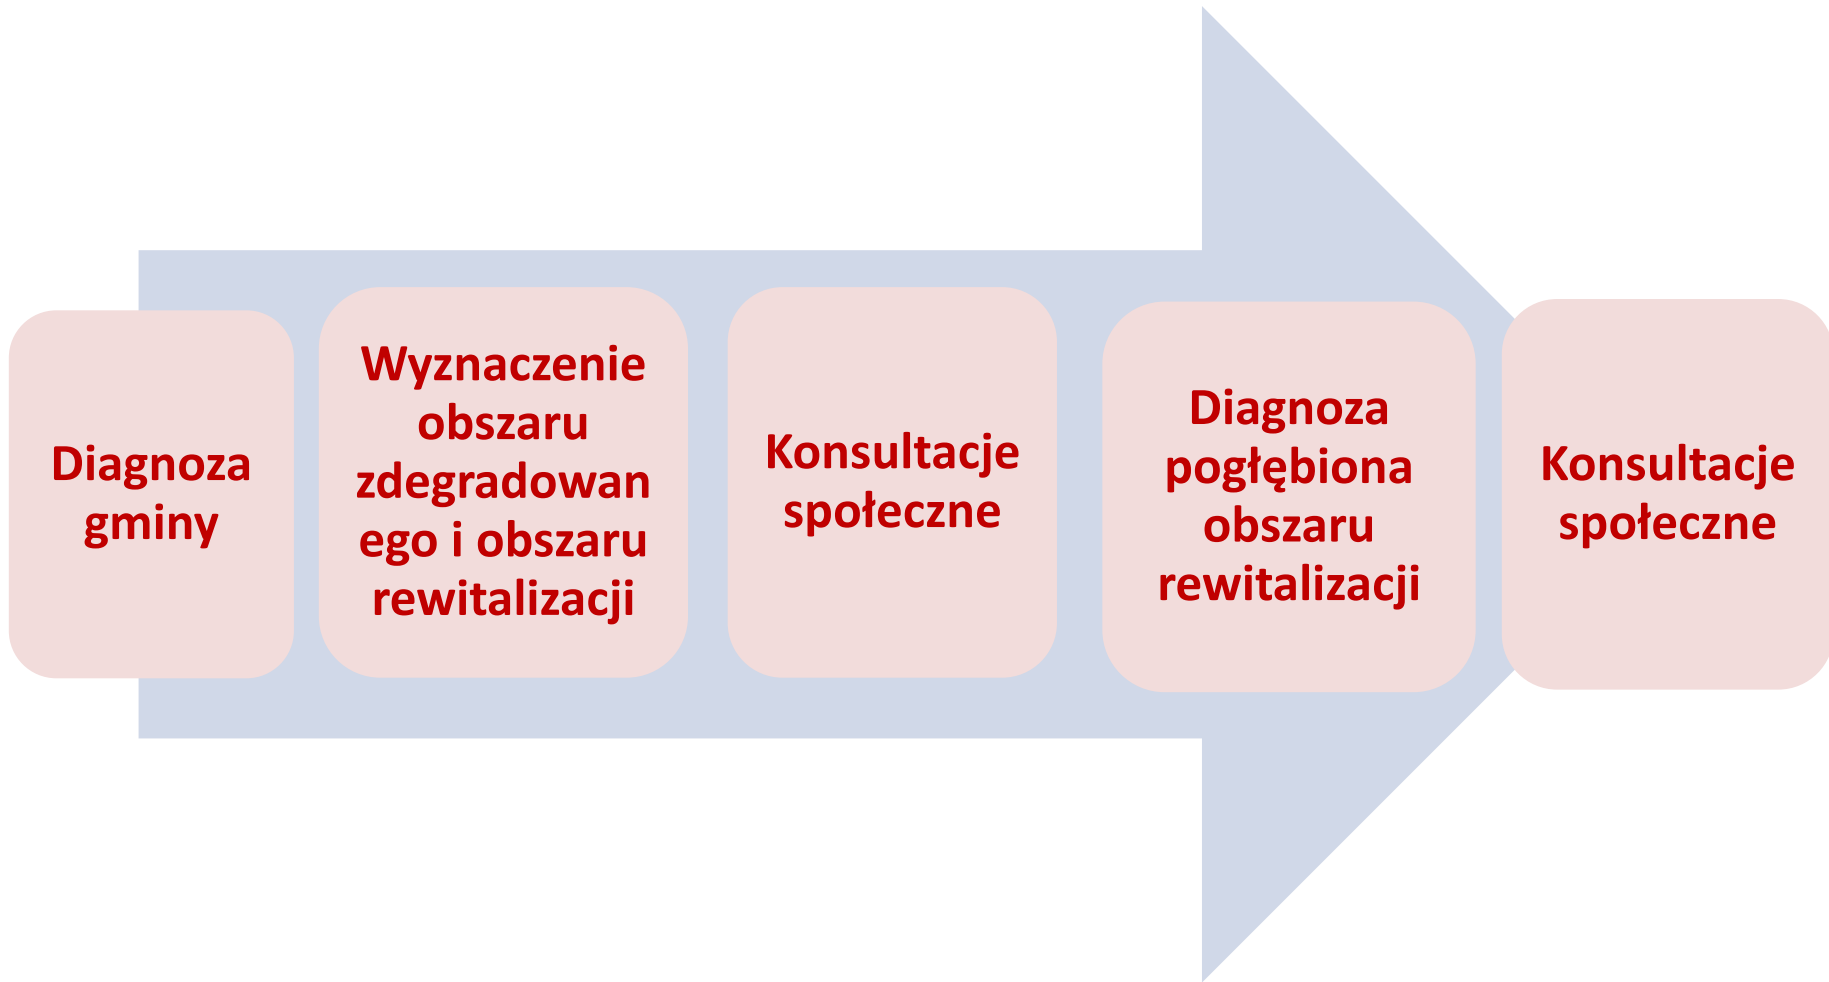 Diagnoza
gminy
Wyznaczenie
obszaru
zdegradowan
ego i obszaru
rewitalizacji
Konsultacje
społeczne
Diagnoza
pogłębiona
obszaru
rewitalizacji
Konsultacje
społeczne